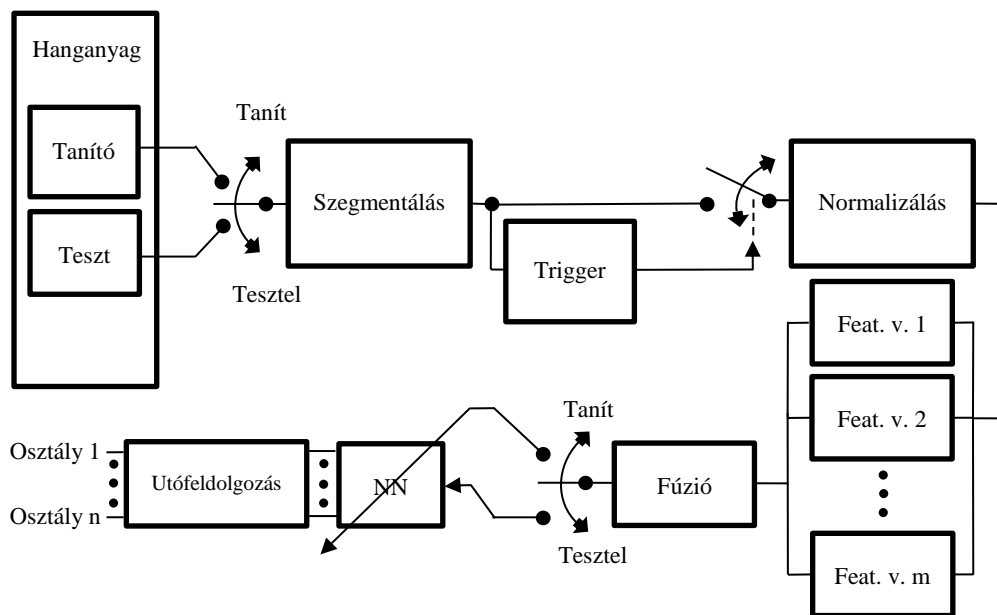 Hanganyag
Tanító
Teszt
Tanít
Tesztel
Szegmentálás
Trigger
Normalizálás
Feat. v. 1
Feat. v. 2
Feat. v. m
Fúzió
Tanít
Tesztel
NN
Utófeldolgozás
Osztály 1
Osztály n